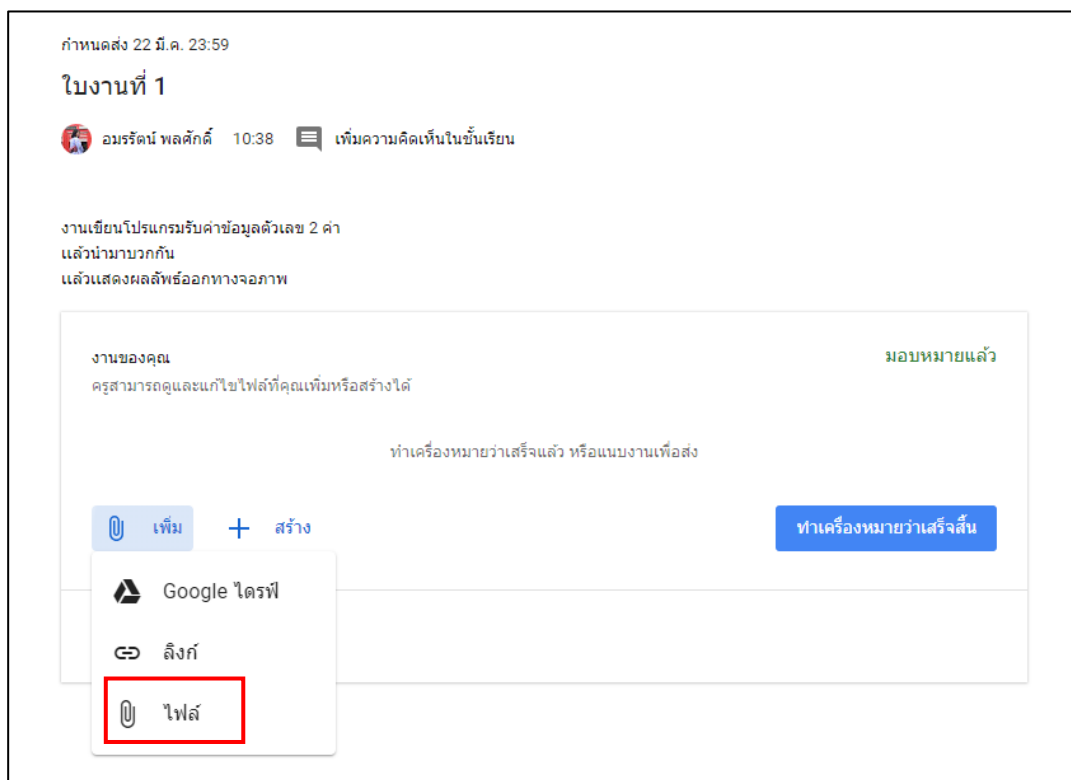 กำหนดส่ง 22 มี.ค. 23:59
ใบงานที่ 1
อมรรัตน์ พลศักดิ์ 10:38 เพิ่มความคิดเห็นในชั้นเรียน
งานเขียนโปรแกรมรับค่าข้อมูลตัวเลข 2 ค่า
แล้วนำมาบวกกัน
แล้วแสดงผลลัพธ์ออกทางจอภาพ
งานของคุณ มอบหมายแล้ว
ครูสามารถดูและแก้ไขไฟล์ที่คุณเพิ่มหรือสร้างได้
ทำเครื่องหมายว่าเสร็จแล้ว หรือแนบงานเพื่อส่ง
เพิ่ม สร้าง ทำเครื่องหมายว่าเสร็จสิ้น
Google ไดรฟ์
ลิงก์
ไฟล์